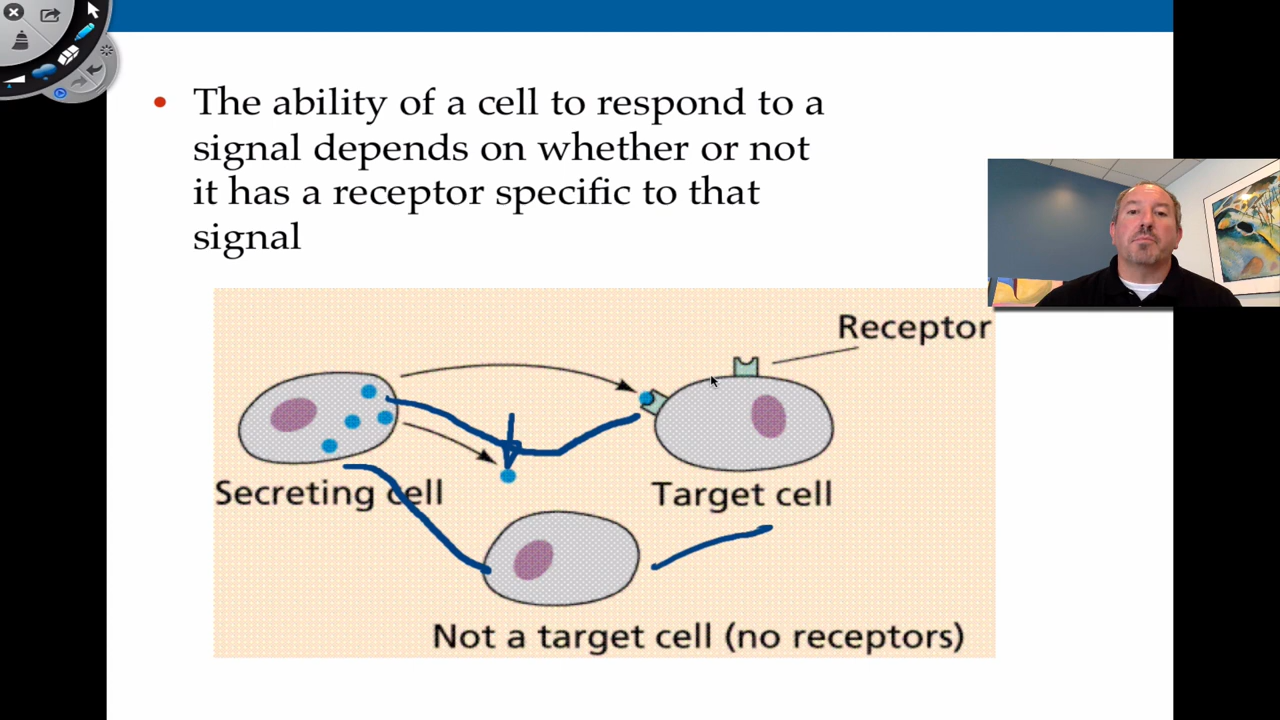 The ability of a cell to respond to a
signal depends on whether or not
it has a receptor specific to that
signal
Receptor
Secreting cell
Target cell
Not a target cell (no receptors)